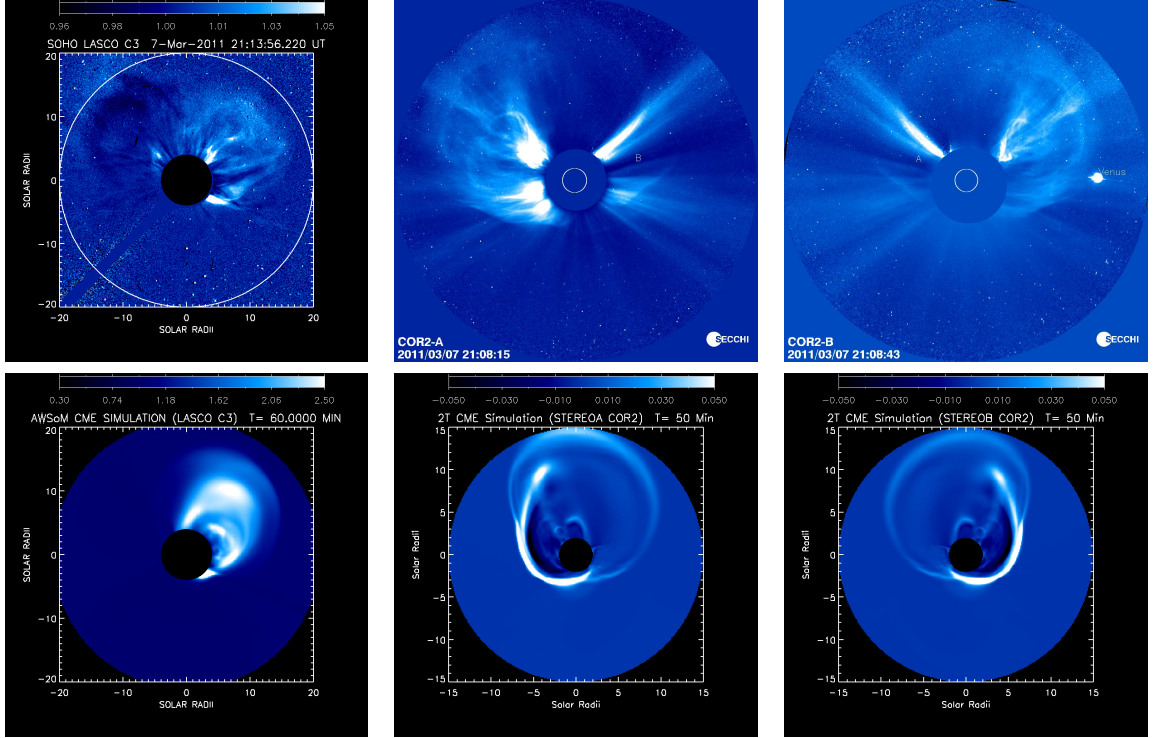 0.96 0.98 1.00 1.03 1.05
SOHO LASCO C3 7-Mar-2011 21:13:56.220 UT
20
10
0
-10
-20
SOLAR RADII
-20 -10 0 10 20
SOLAR RADII
B
COR2-A
2011/03/07 21:08:15
SECCHI
A
Venus
COR2-B
2011/03/07 21:08:43
SECCHI
0.30 0.74 1.18 1.62 2.05 2.50
AWSoM CME SIMULATION (LASCO C3) T= 60.0000 MIN
20
10
0
-10
-20
SOLAR RADII
-20 -10 0 10 20
SOLAR RADII
-0.050 -0.030 -0.010 0.010 0.030 0.050
2T CME Simulation (STEREOA COR2) T= 50 Min
15
10
5
0
-5
-10
-15
Solar Radii
-15 -10 -5 0 5 10 15
Solar Radii
-0.050 -0.030 -0.010 0.010 0.030 0.050
2T CME Simulation (STEREOB COR2) T= 50 Min
15
10
5
0
-5
-10
-15
Solar Radii
-15 -10 -5 0 5 10 15
Solar Radii